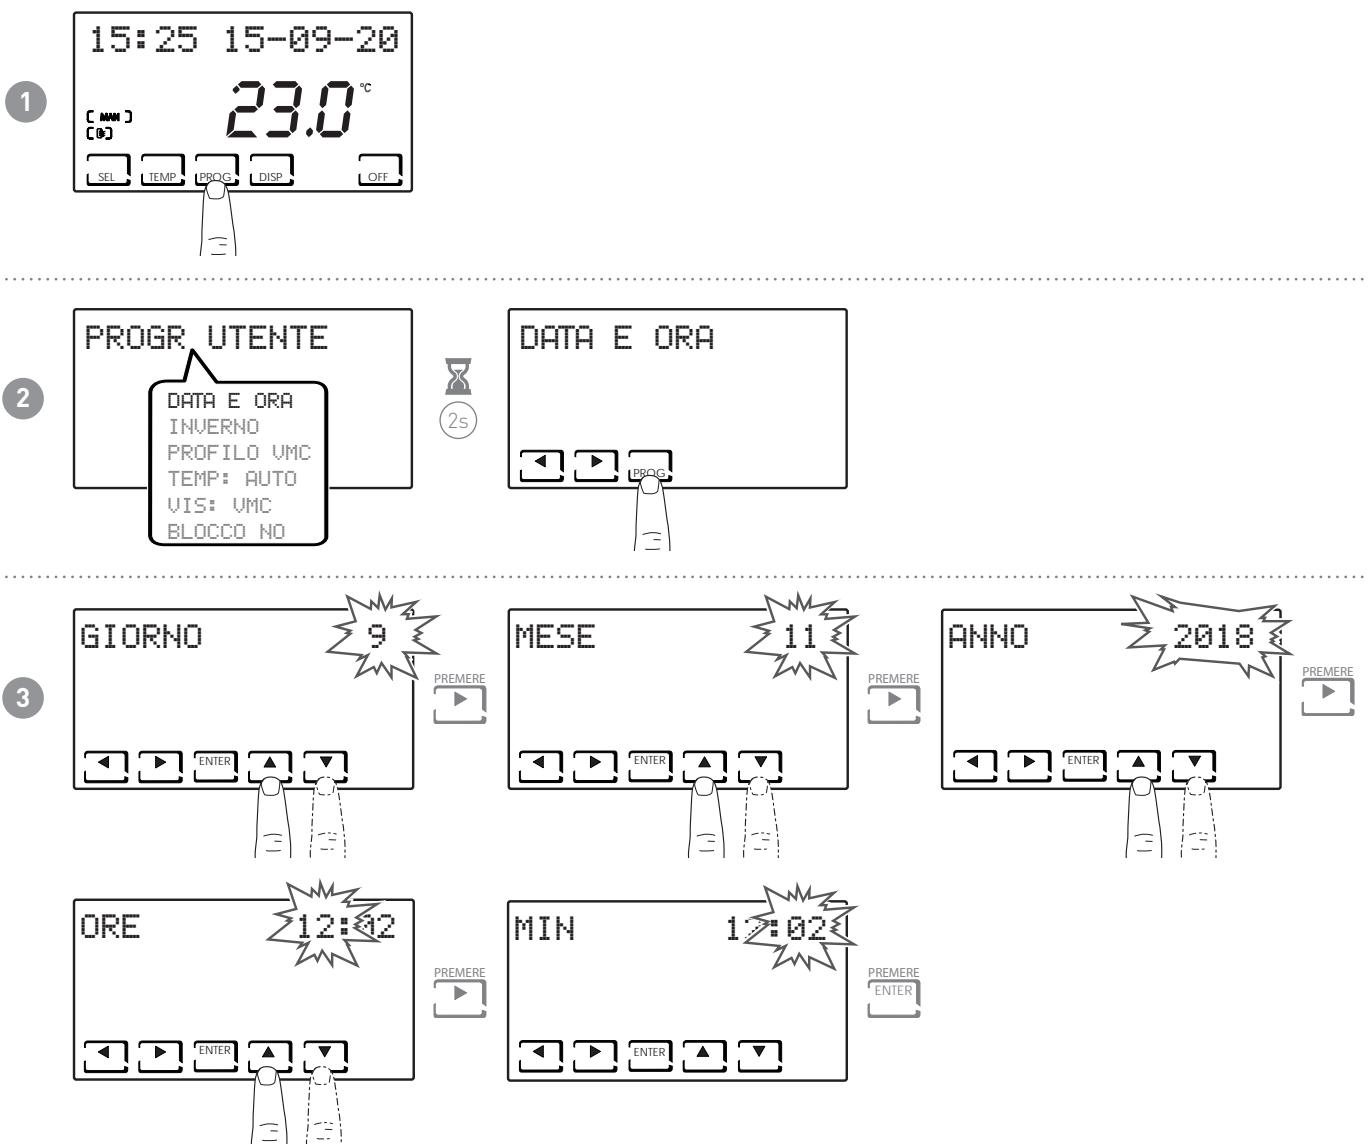 1
15:25 15-09-20
23.0 °C
[ MAN ]
SEL TEMP PROG DISP OFF
2
PROGR UTENTE
DATA E ORA
INVERNO
PROFILO VMC
TEMP: AUTO
VIS: VMC
BLOCCO NO
2s
DATA E ORA
PROG
3
GIORNO 9
ENTER
PREMERE
MESE 11
ENTER
PREMERE
ANNO 2018
ENTER
PREMERE
ORE 12:02
ENTER
PREMERE
MIN 12:02
ENTER
PREMERE
ENTER